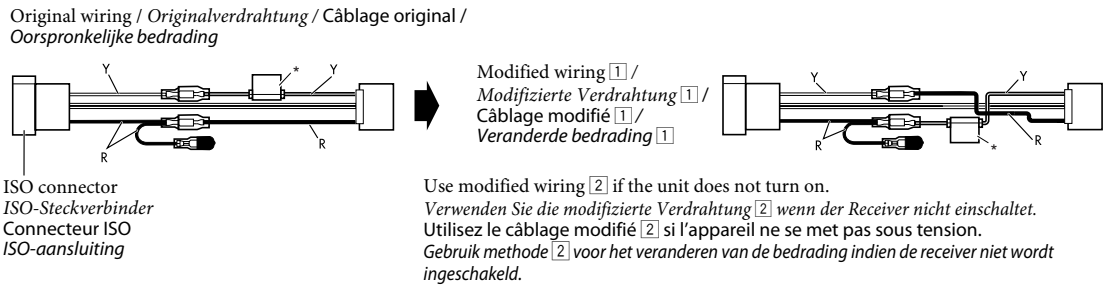 Original wiring / Originalverdrahtung / Câblage original /
Oorspronkelijke bedrading
Y
*
Y
R
R
ISO connector
ISO-Steckverbinder
Connecteur ISO
ISO-aansluiting
Modified wiring 1 /
Modifizierte Verdrahtung 1 /
Câblage modifié 1 /
Veranderde bedrading 1
Y
Y
R
R
*
Use modified wiring 2 if the unit does not turn on.
Verwenden Sie die modifizierte Verdrahtung 2 wenn der Receiver nicht einschaltet.
Utilisez le câblage modifié 2 si l'appareil ne se met pas sous tension.
Gebruik methode 2 voor het veranderen van de bedrading indien de receiver niet wordt
ingeschakeld.